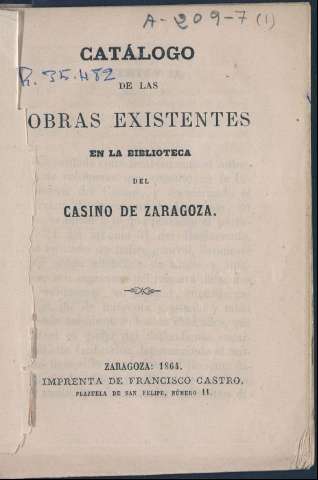 A-209-7 (1)
CATÁLOGO
R. 35.482
DE LAS
OBRAS EXISTENTES
EN LA BIBLIOTECA
DEL
CASINO DE ZARAGOZA.
ZARAGOZA: 1864.
IMPRENTA DE FRANCISCO CASTRO,
PLAZUELA DE SAN FELIPE, NÚMERO 11.